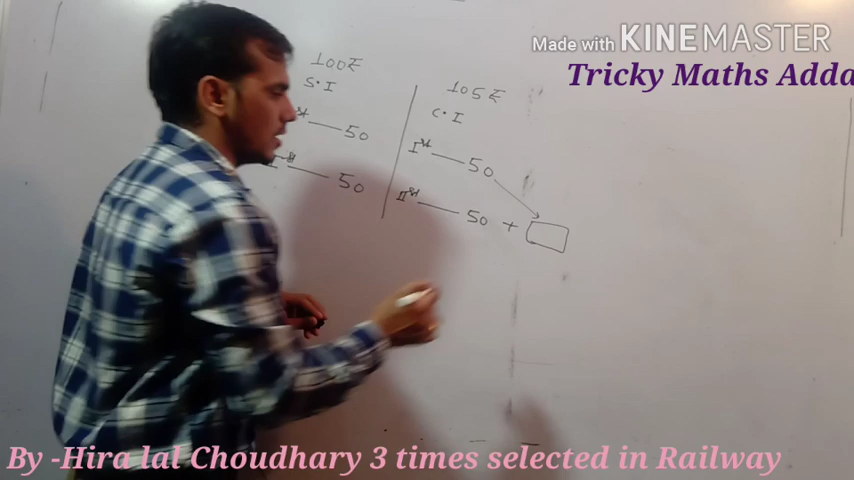 Made with KINEMASTER
Tricky Maths Adda
100₹
S·I
50
50
105₹
C·I
Ist — 50
IInd — 50 +
By -Hira lal Choudhary 3 times selected in Railway